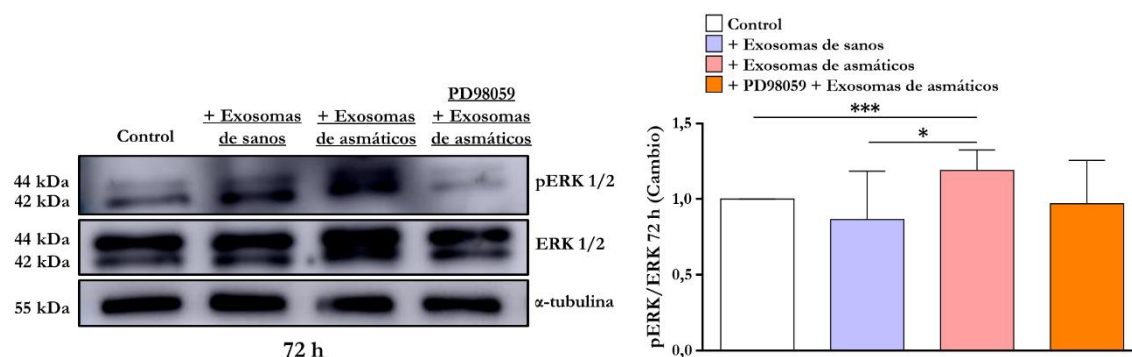 Control
+ Exosomas de sanos
+ Exosomas de asmáticos
+ PD98059 + Exosomas de asmáticos
Control
+ Exosomas
de sanos
+ Exosomas
de asmáticos
PD98059
+ Exosomas
de asmáticos
44 kDa
42 kDa
pERK 1/2
44 kDa
42 kDa
ERK 1/2
55 kDa
α-tubulina
72 h
pERK/ERK 72 h (Cambio)
1,5
1,0
0,5
0,0
***
*